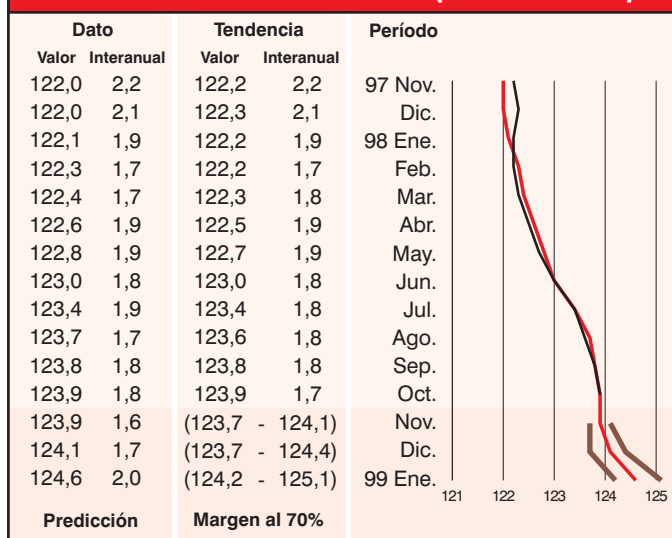 Dato Tendencia Período
Valor Interanual Valor Interanual
122,0 2,2 122,2 2,2 97 Nov.
122,0 2,1 122,3 2,1 Dic.
122,1 1,9 122,2 1,9 98 Ene.
122,3 1,7 122,2 1,7 Feb.
122,4 1,7 122,3 1,8 Mar.
122,6 1,9 122,5 1,9 Abr.
122,8 1,9 122,7 1,9 May.
123,0 1,8 123,0 1,8 Jun.
123,4 1,9 123,4 1,8 Jul.
123,7 1,7 123,6 1,8 Ago.
123,8 1,8 123,8 1,8 Sep.
123,9 1,8 123,9 1,7 Oct.
123,9 1,6 (123,7 - 124,1) Nov.
124,1 1,7 (123,7 - 124,4) Dic.
124,6 2,0 (124,2 - 125,1) 99 Ene.
121 122 123 124 125
Predicción Margen al 70%